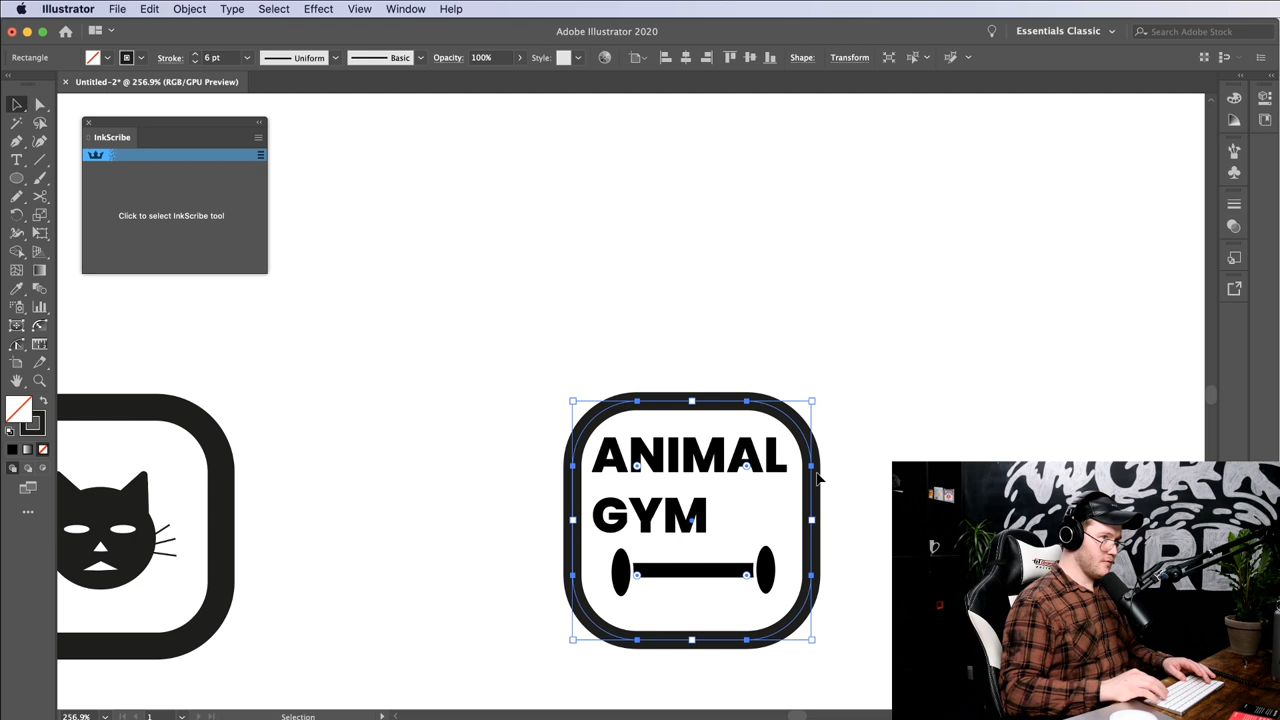 Illustrator File Edit Object Type Select Effect View Window Help
Adobe Illustrator 2020
Essentials Classic
Search Adobe Stock
Rectangle
Stroke: 6 pt
Uniform
Basic
Opacity: 100%
Style:
Shape:
Transform
× Untitled-2* @ 256.9% (RGB/GPU Preview)
InkScribe
Click to select InkScribe tool
ANIMAL
GYM
WORK
256.9%
1
Selection